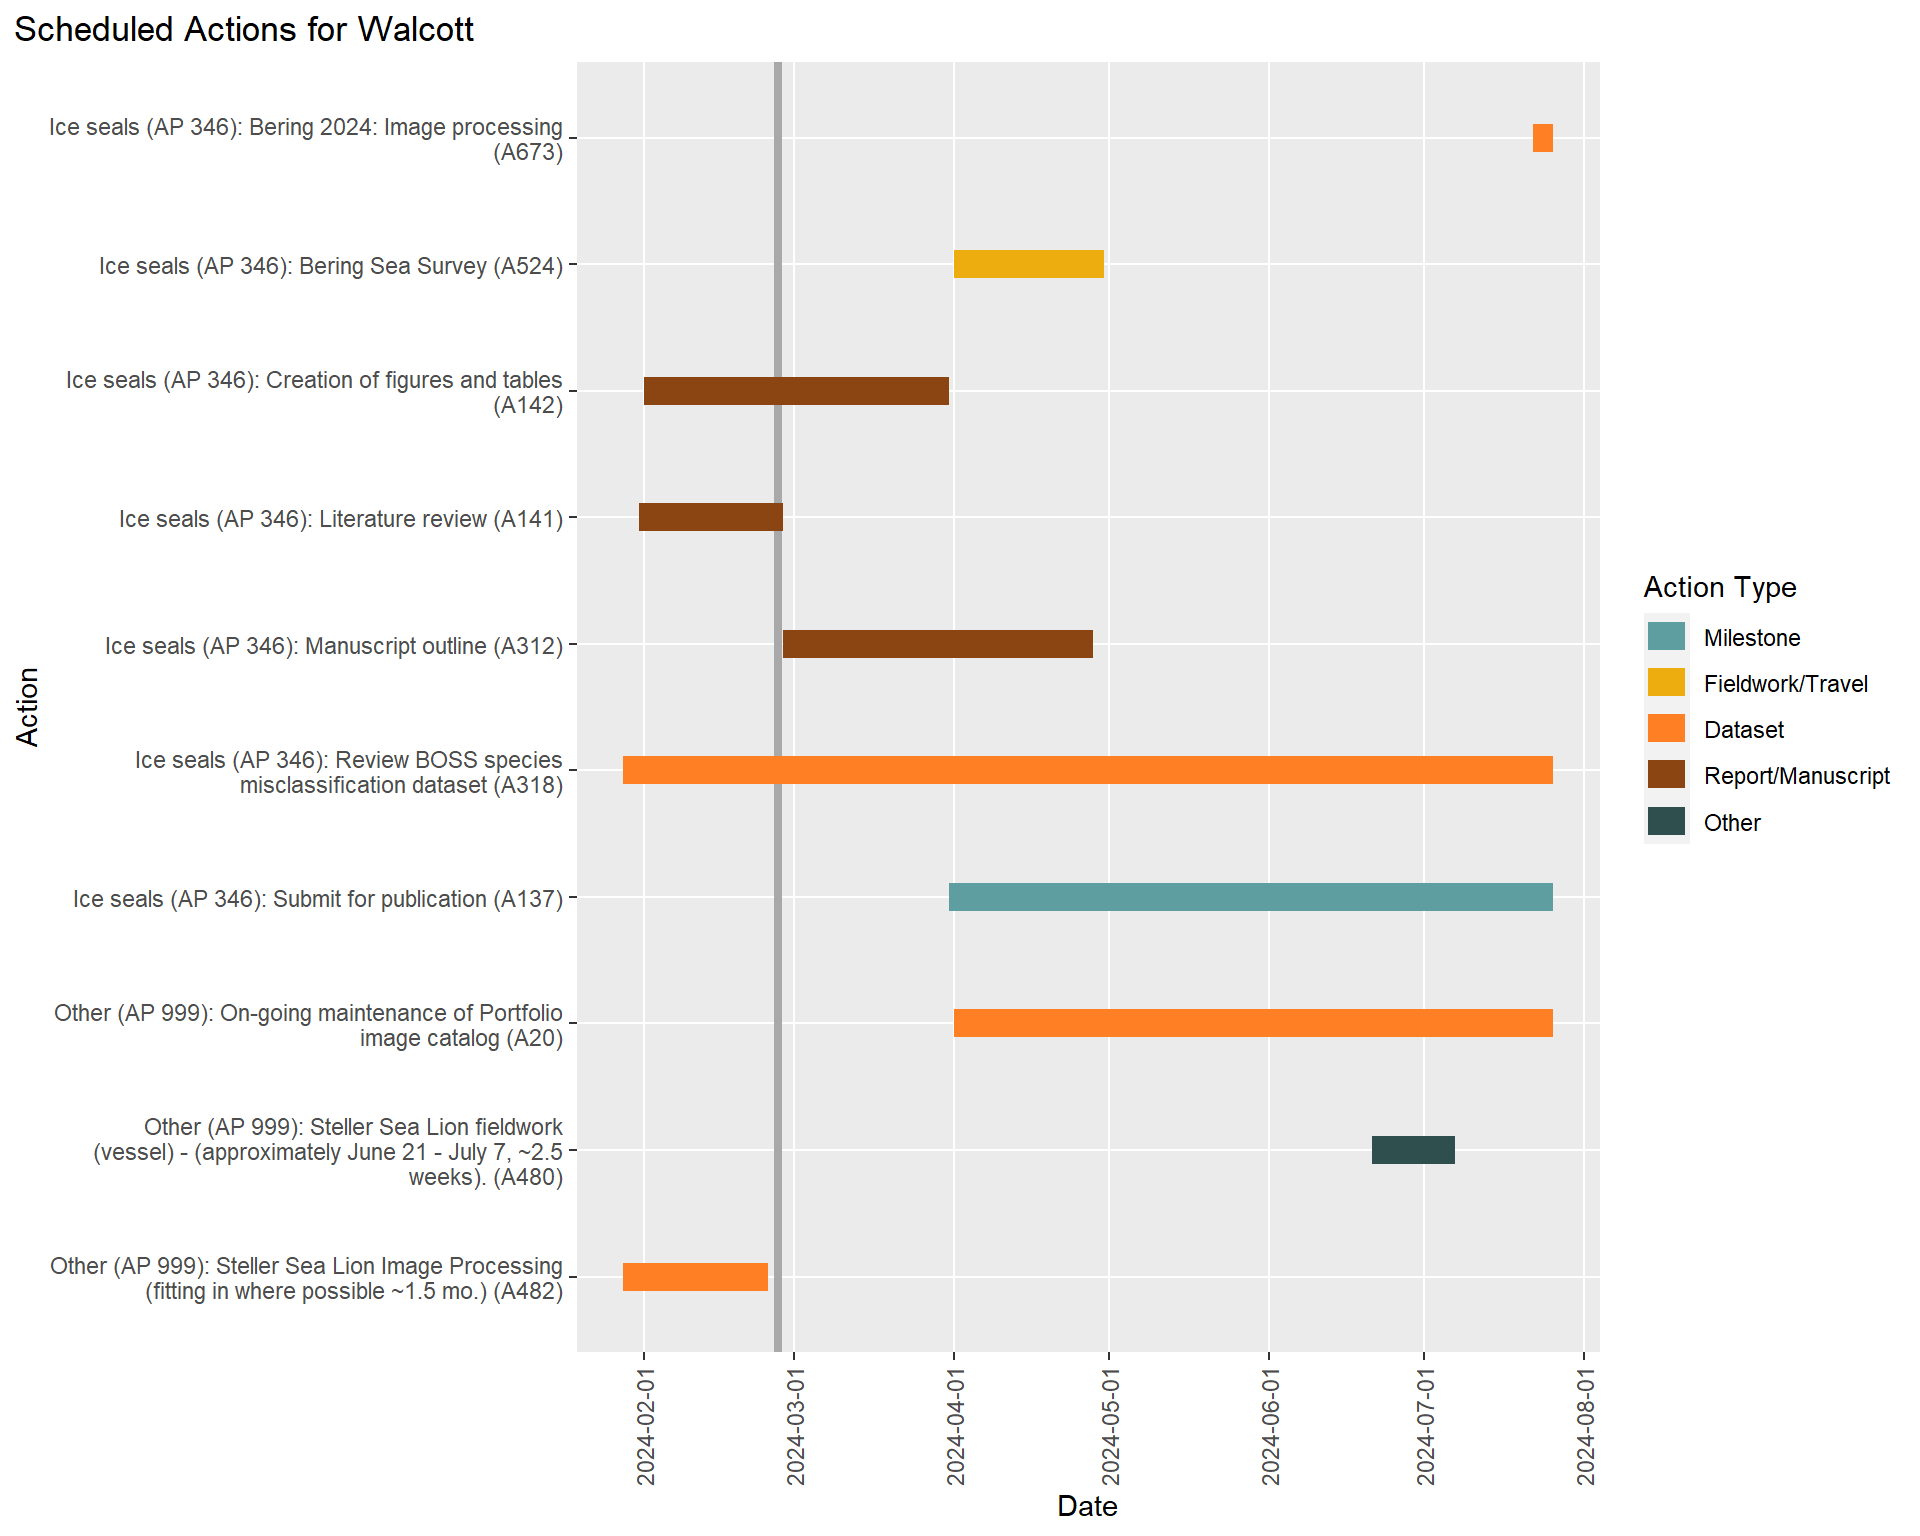 Scheduled Actions for Walcott
Ice seals (AP 346): Bering 2024: Image processing
(A673)
Ice seals (AP 346): Bering Sea Survey (A524)
Ice seals (AP 346): Creation of figures and tables
(A142)
Ice seals (AP 346): Literature review (A141)
Ice seals (AP 346): Manuscript outline (A312)
Ice seals (AP 346): Review BOSS species
misclassification dataset (A318)
Ice seals (AP 346): Submit for publication (A137)
Other (AP 999): On-going maintenance of Portfolio
image catalog (A20)
Other (AP 999): Steller Sea Lion fieldwork
(vessel) - (approximately June 21 - July 7, ~2.5
weeks). (A480)
Other (AP 999): Steller Sea Lion Image Processing
(fitting in where possible ~1.5 mo.) (A482)
Action
2024-02-01
2024-03-01
2024-04-01
2024-05-01
2024-06-01
2024-07-01
2024-08-01
Date
Action Type
Milestone
Fieldwork/Travel
Dataset
Report/Manuscript
Other